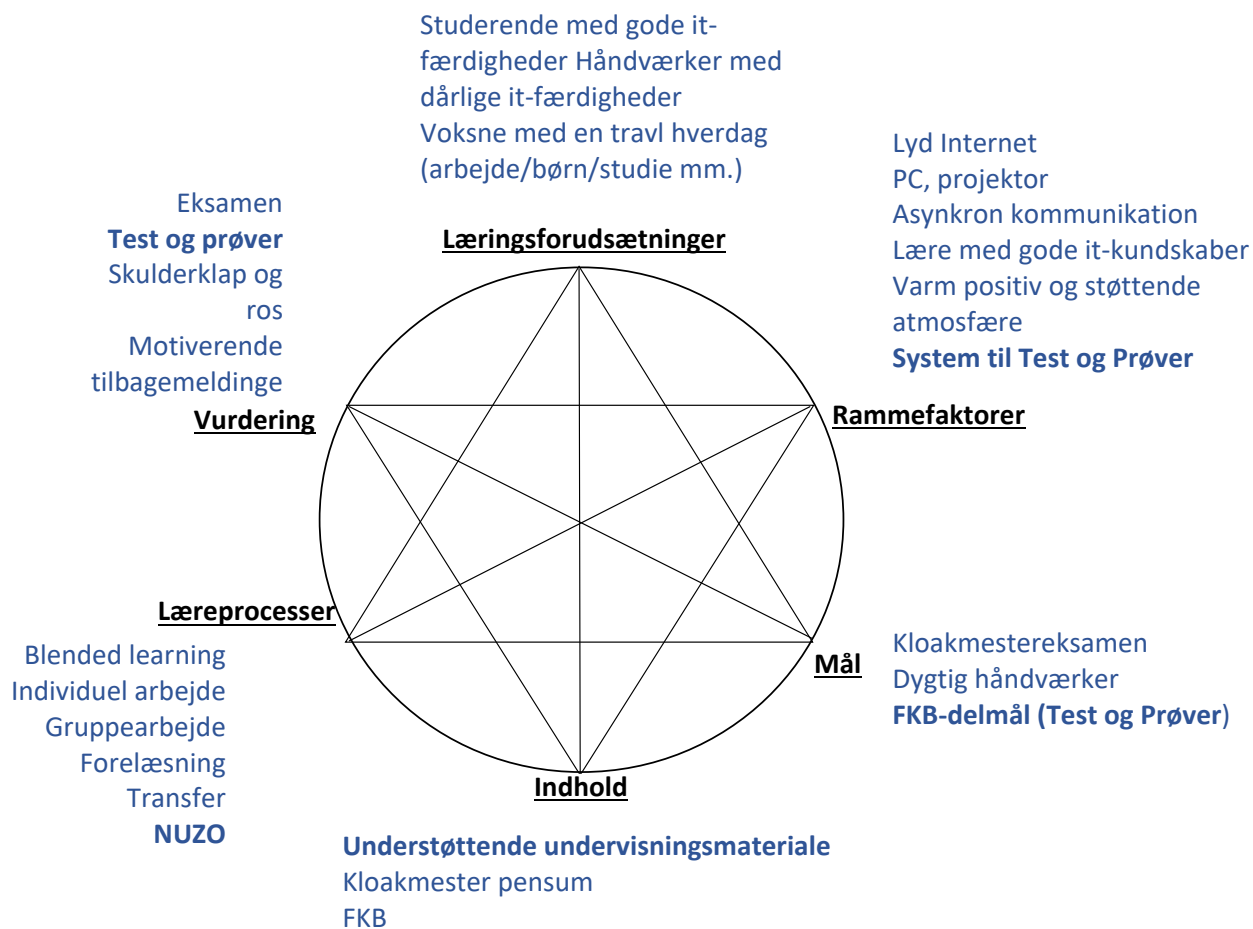 Studerende med gode it-
færdigheder Håndværker med
dårlige it-færdigheder
Voksne med en travl hverdag
(arbejde/børn/studie mm.)
Lyd Internet
PC, projektor
Asynkron kommunikation
Lære med gode it-kundskaber
Varm positiv og støttende
atmosfære
System til Test og Prøver
Eksamen
Test og prøver
Skulderklap og
ros
Motiverende
tilbagemeldinge
Læringsforudsætninger
Vurdering
Rammefaktorer
Læreprocesser
Blended learning
Individuel arbejde
Gruppearbejde
Forelæsning
Transfer
NUZO
Mål
Kloakmestereksamen
Dygtig håndværker
FKB-delmål (Test og Prøver)
Indhold
Understøttende undervisningsmateriale
Kloakmester pensum
FKB